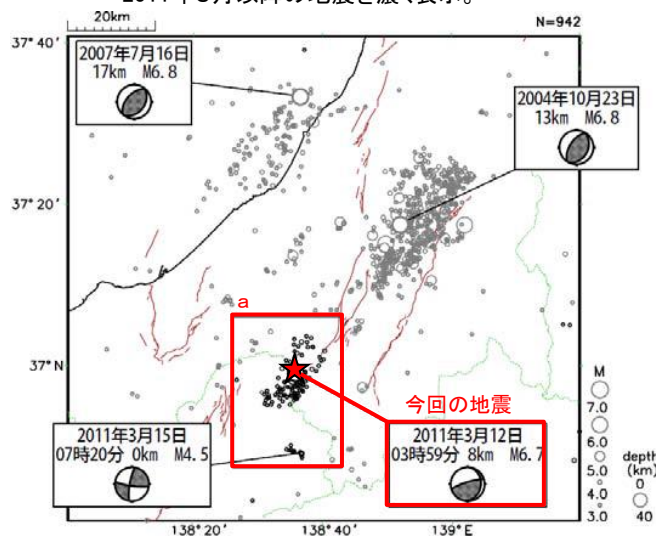 2011年3月以降の地震を濃く表示。
20km
N=942
37°40'
2007年7月16日
17km M6.8
2004年10月23日
13km M6.8
37°20'
a
37°N
今回の地震
2011年3月15日
07時20分 0km M4.5
2011年3月12日
03時59分 8km M6.7
M
7.0
6.0
5.0
4.0
3.0
depth
(km)
0
40
138°20'
138°40'
139°E